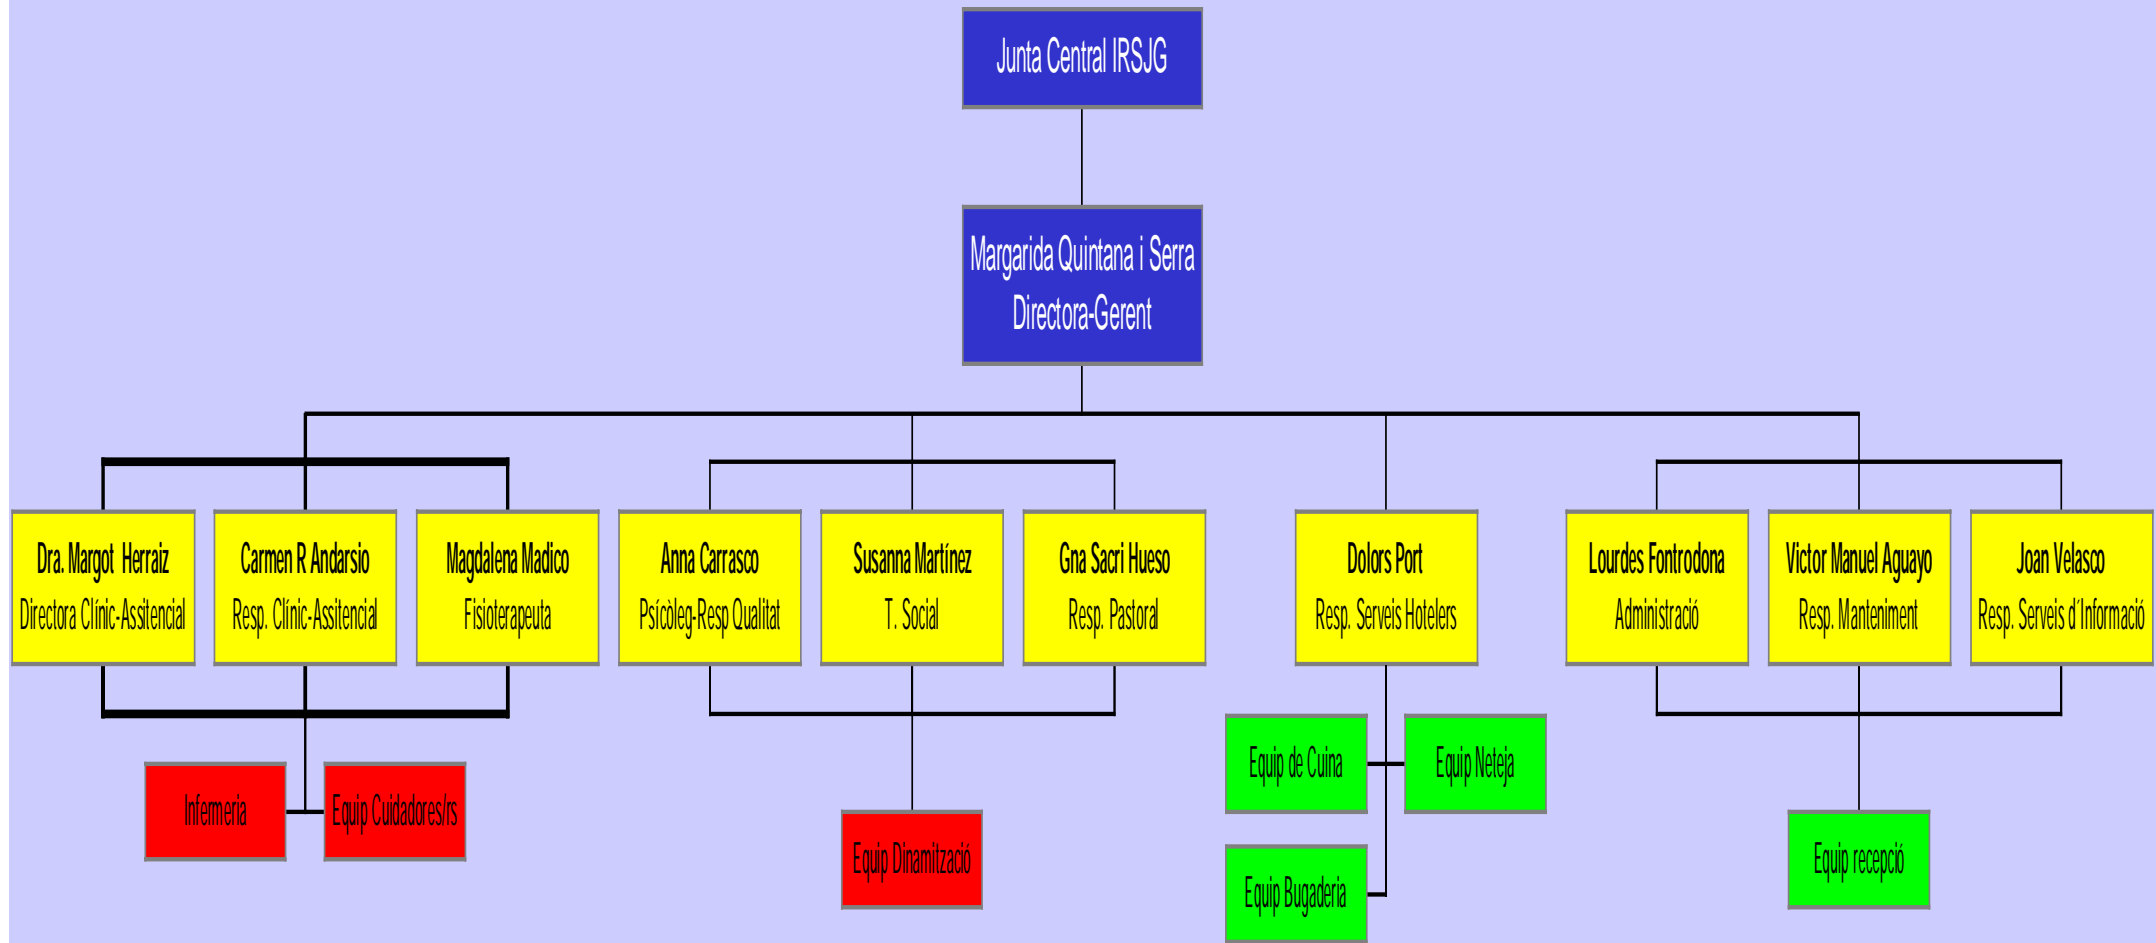 Junta Central IRSJG
Margarida Quintana i Serra
Directora-Gerent
Dra. Margot Herraiz
Directora Clínic-Assitencial
Carmen R Andarsio
Resp. Clínic-Assitencial
Magdalena Madico
Fisioterapeuta
Anna Carrasco
Psícòleg-Resp Qualitat
Susanna Martínez
T. Social
Gna Sacri Hueso
Resp. Pastoral
Dolors Port
Resp. Serveis Hotelers
Lourdes Fontrodona
Administració
Victor Manuel Aguayo
Resp. Manteniment
Joan Velasco
Resp. Serveis d´Informació
Infermeria
Equip Cuidadores/rs
Equip Dinamització
Equip de Cuina
Equip Neteja
Equip Bugaderia
Equip recepció